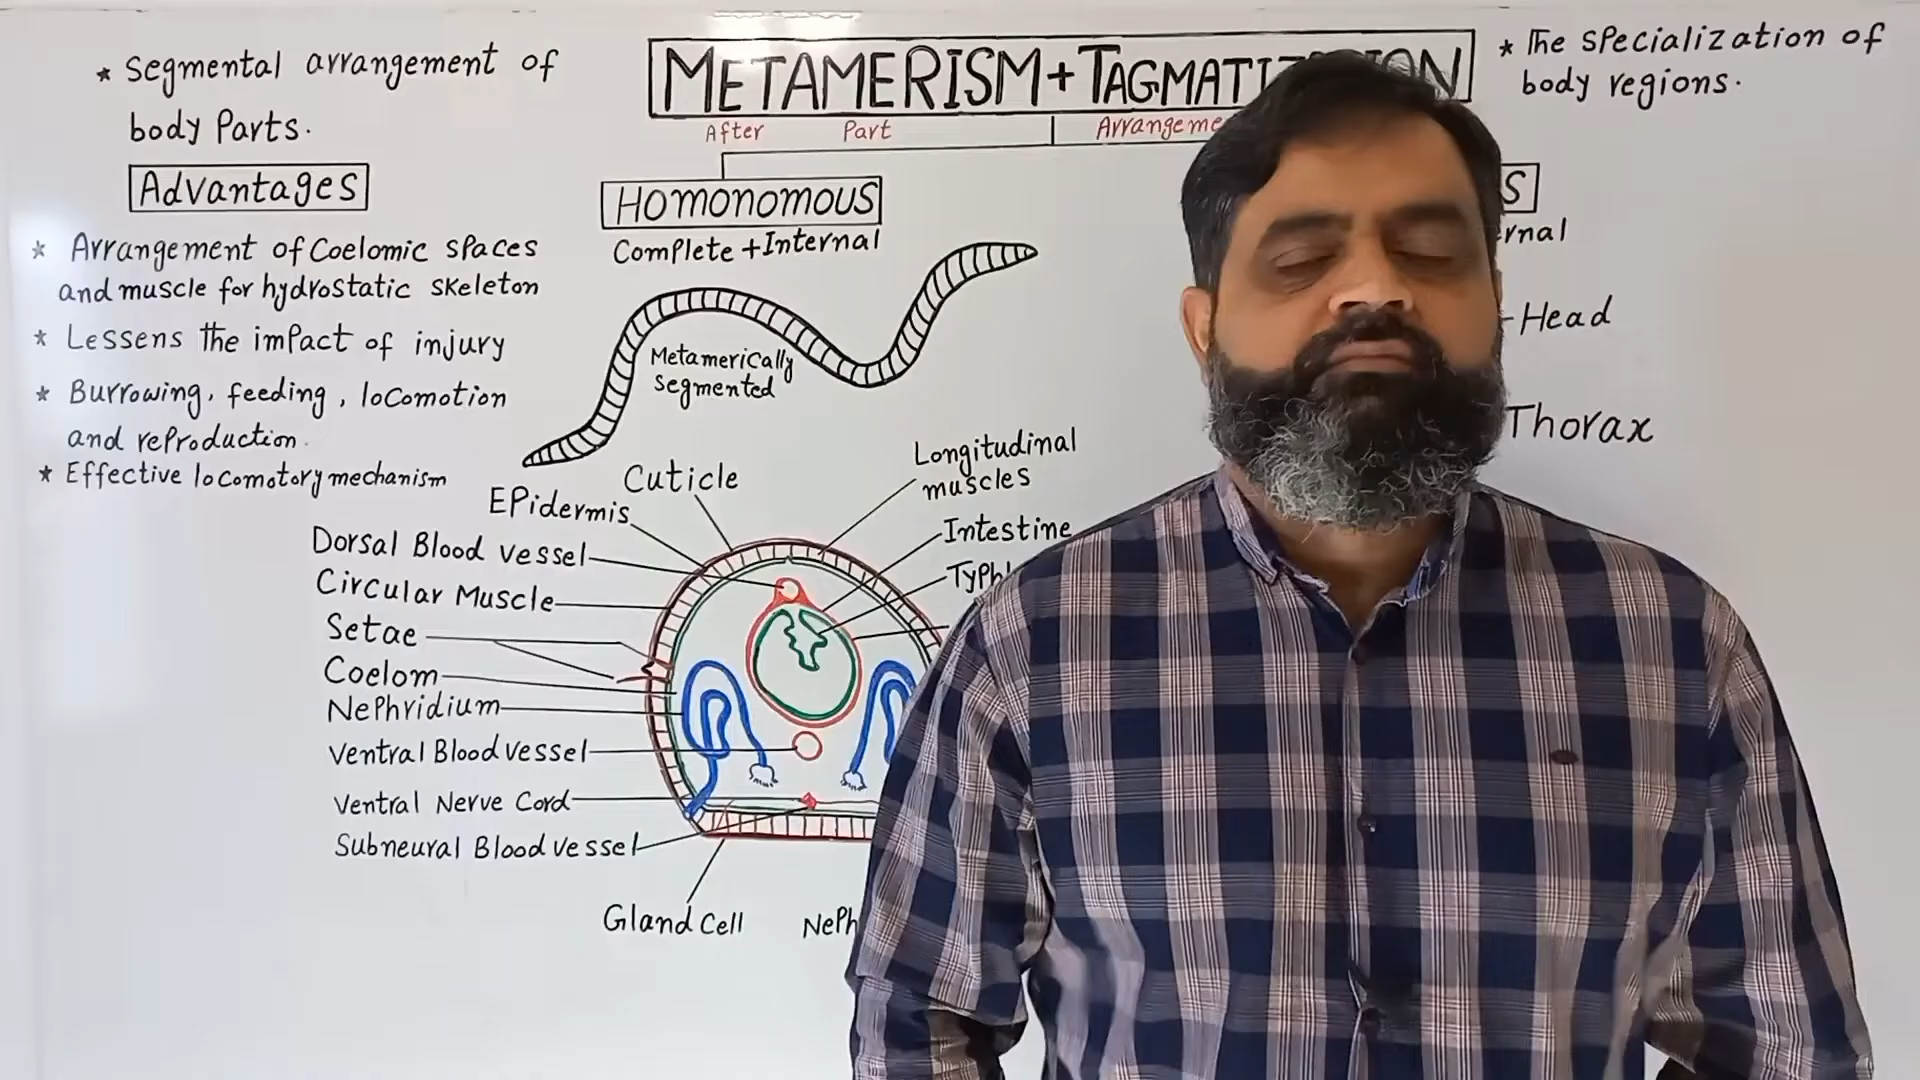 * Segmental arrangement of
body Parts.
Advantages
* Arrangement of Coelomic spaces
and muscle for hydrostatic skeleton
* Lessens the impact of injury
* Burrowing, feeding, locomotion
and reproduction.
* Effective locomotory mechanism
METAMERISM+TAGMATI
After Part
HOMONOMOUS
Complete + Internal
Metamerically
segmented
* The specialization of
body regions.
Head
Thorax
Cuticle
Epidermis
Dorsal Blood vessel
Circular Muscle
Setae
Coelom
Nephridium
Ventral Blood vessel
Ventral Nerve Cord
Subneural Blood vessel
Gland Cell
Longitudinal
muscles
Intestine